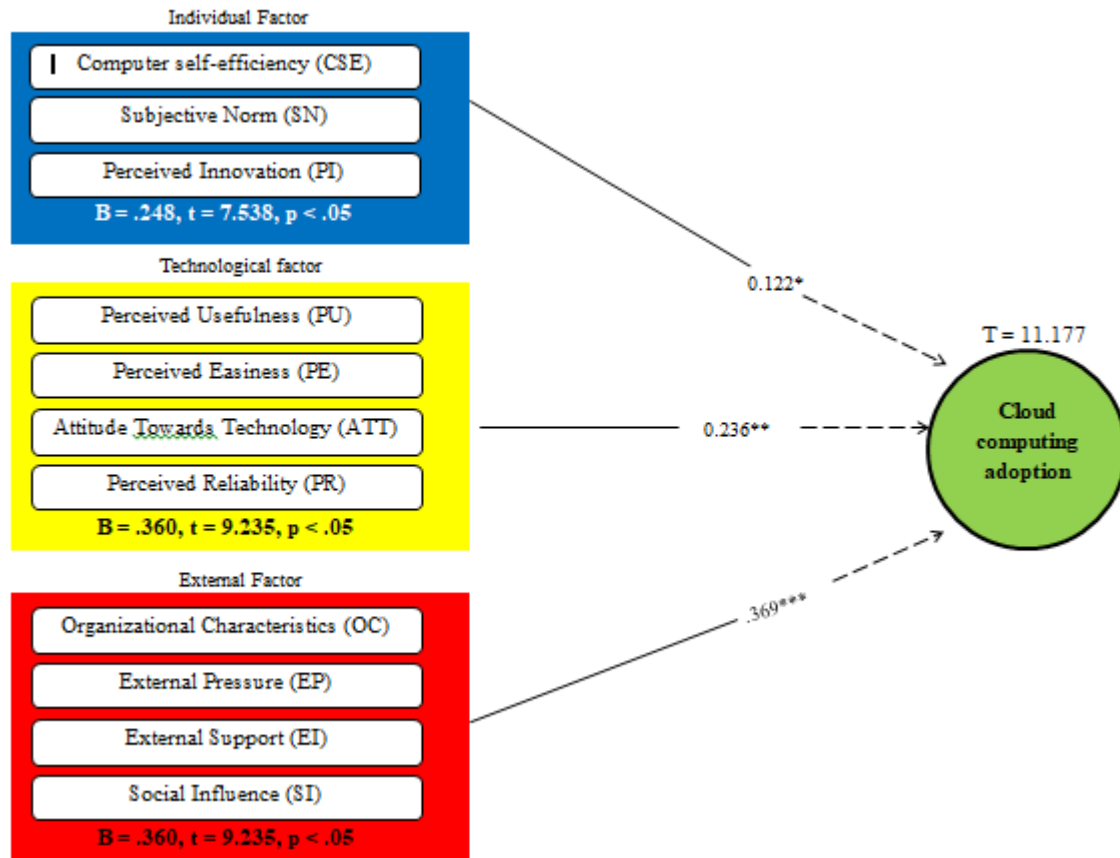 Individual Factor
Computer self-efficiency (CSE)
Subjective Norm (SN)
Perceived Innovation (PI)
B = .248, t = 7.538, p < .05
Technological factor
Perceived Usefulness (PU)
Perceived Easiness (PE)
Attitude Towards Technology (ATT)
Perceived Reliability (PR)
B = .360, t = 9.235, p < .05
External Factor
Organizational Characteristics (OC)
External Pressure (EP)
External Support (EI)
Social Influence (SI)
B = .360, t = 9.235, p < .05
0.122*
0.236**
.369***
T = 11.177
Cloud
computing
adoption